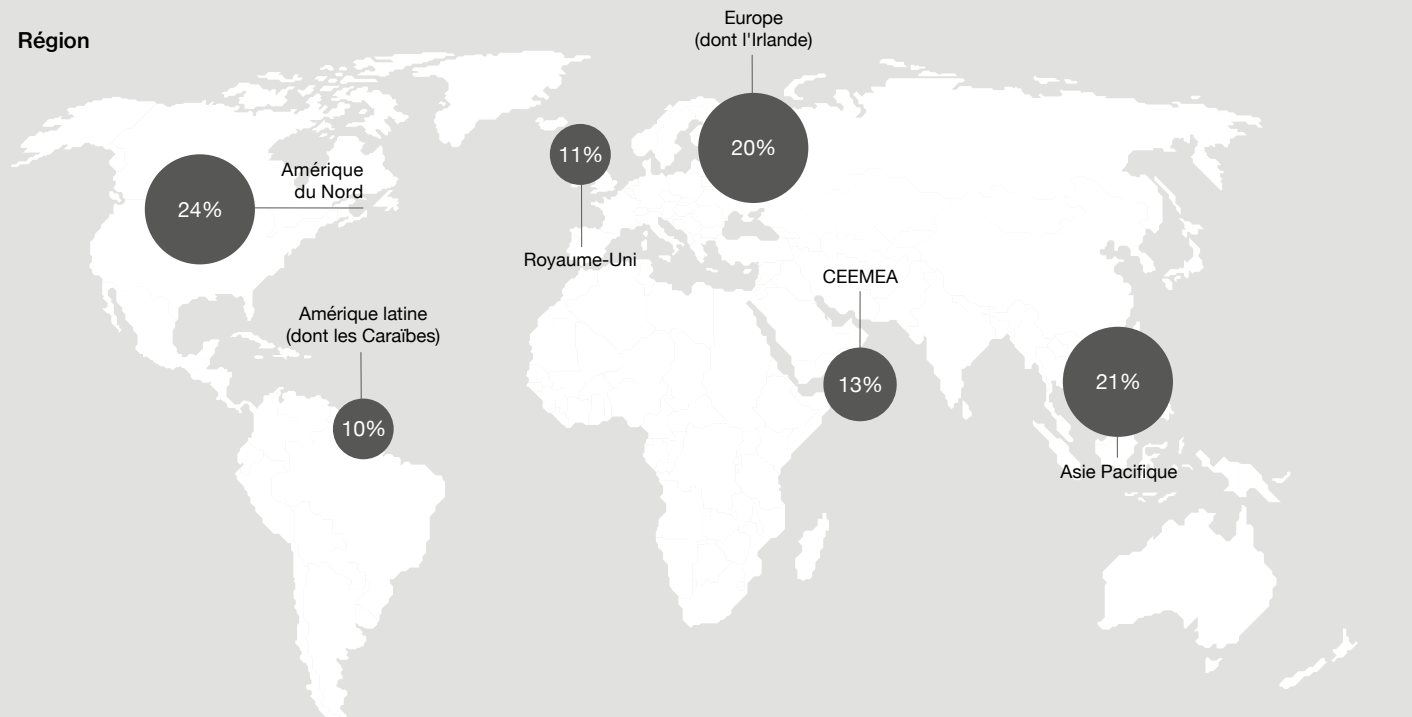 Région
Europe
(dont l'Irlande)
20%
11%
Royaume-Uni
Amérique
du Nord
24%
CEEMEA
13%
Amérique latine
(dont les Caraïbes)
10%
21%
Asie Pacifique